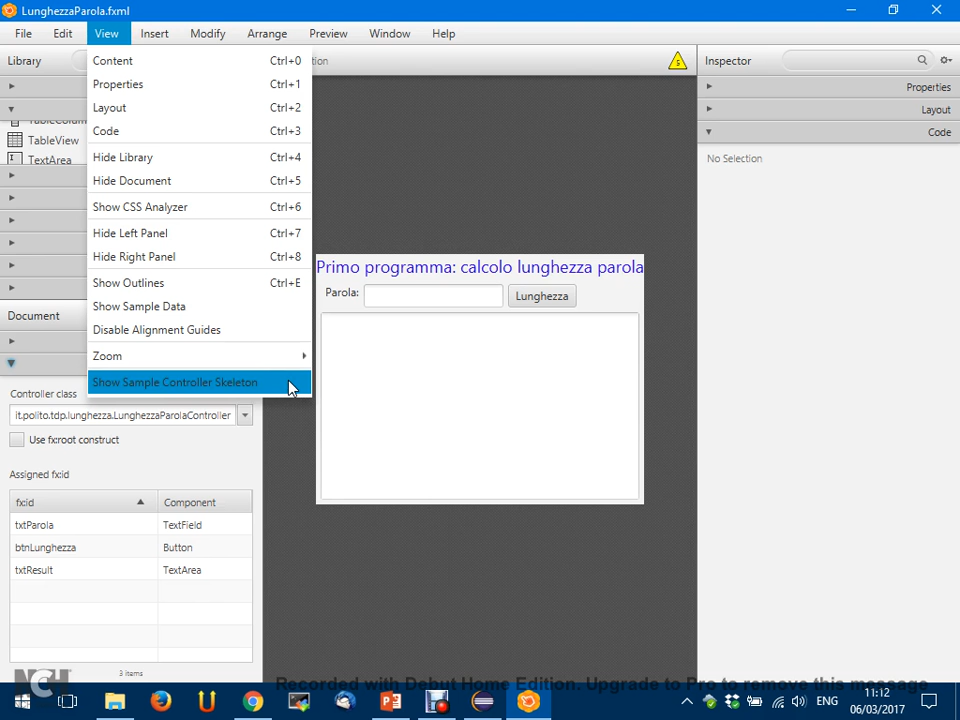 LunghezzaParola.fxml
File Edit View Insert Modify Arrange Preview Window Help
Library
TableView
TextArea
Content Ctrl+0
Properties Ctrl+1
Layout Ctrl+2
Code Ctrl+3
Hide Library Ctrl+4
Hide Document Ctrl+5
Show CSS Analyzer Ctrl+6
Hide Left Panel Ctrl+7
Hide Right Panel Ctrl+8
Show Outlines Ctrl+E
Show Sample Data
Disable Alignment Guides
Zoom
Show Sample Controller Skeleton
5
Primo programma: calcolo lunghezza parola
Parola: Lunghezza
Inspector
Properties
Layout
Code
No Selection
Document
Controller class
it.polito.tdp.lunghezza.LunghezzaParolaController
Use fx:root construct
Assigned fx:id
fx:id Component
txtParola TextField
btnLunghezza Button
txtResult TextArea
3 items
NCH
Recorded with Debut Home Edition. Upgrade to Pro to remove this message
ENG
11:12
06/03/2017